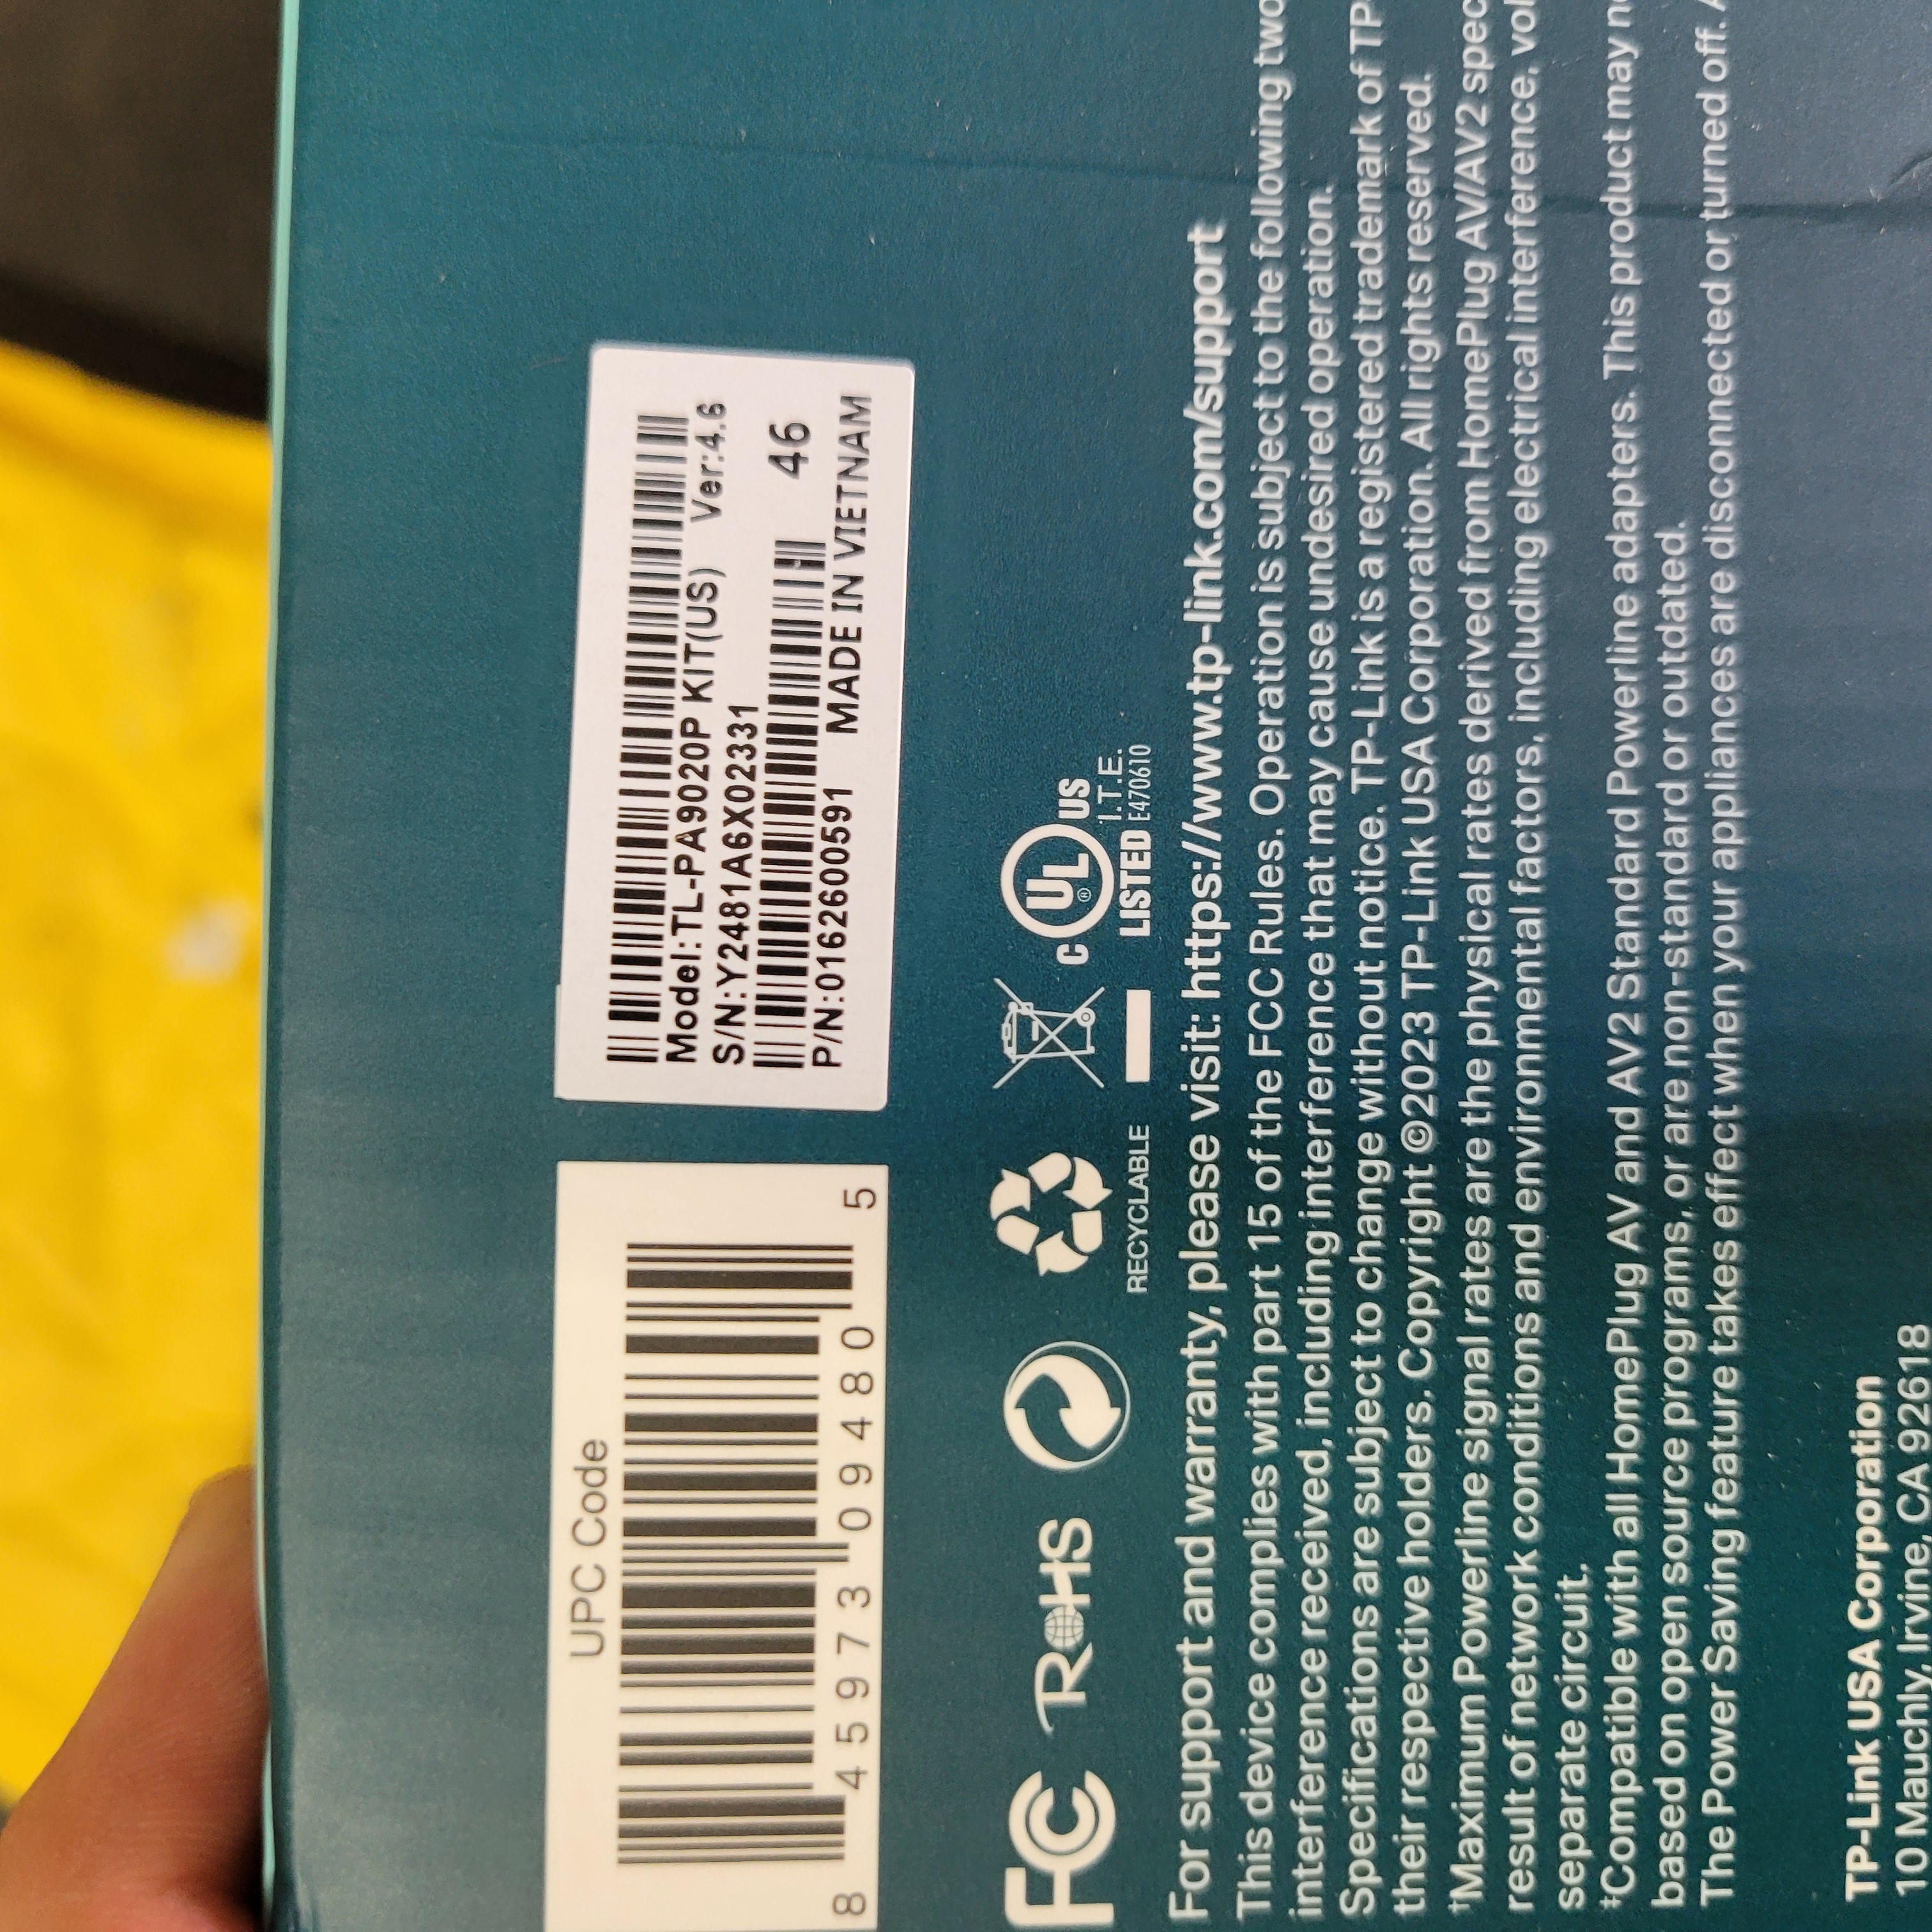 UPC Code
8 45973 09480 5
Model:TL-PA9020P KIT(US) Ver:4.6
S/N:Y2481A6X02331
46
P/N:0162600591 MADE IN VIETNAM
FC
RoHS
RECYCLABLE
c UL ® US
LISTED I.T.E. E470610
For support and warranty, please visit: https://www.tp-link.com/support
This device complies with part 15 of the FCC Rules. Operation is subject to the following two
interference received, including interference that may cause undesired operation.
Specifications are subject to change without notice. TP-Link is a registered trademark of TP
their respective holders. Copyright ©2023 TP-Link USA Corporation. All rights reserved.
†Maximum Powerline signal rates are the physical rates derived from HomePlug AV/AV2 spec
result of network conditions and environmental factors, including electrical interference, vol
separate circuit.
‡Compatible with all HomePlug AV and AV2 Standard Powerline adapters. This product may
based on open source programs, or are non-standard or outdated.
The Power Saving feature takes effect when your appliances are disconnected or turned off.
TP-Link USA Corporation
10 Mauchly, Irvine, CA 92618